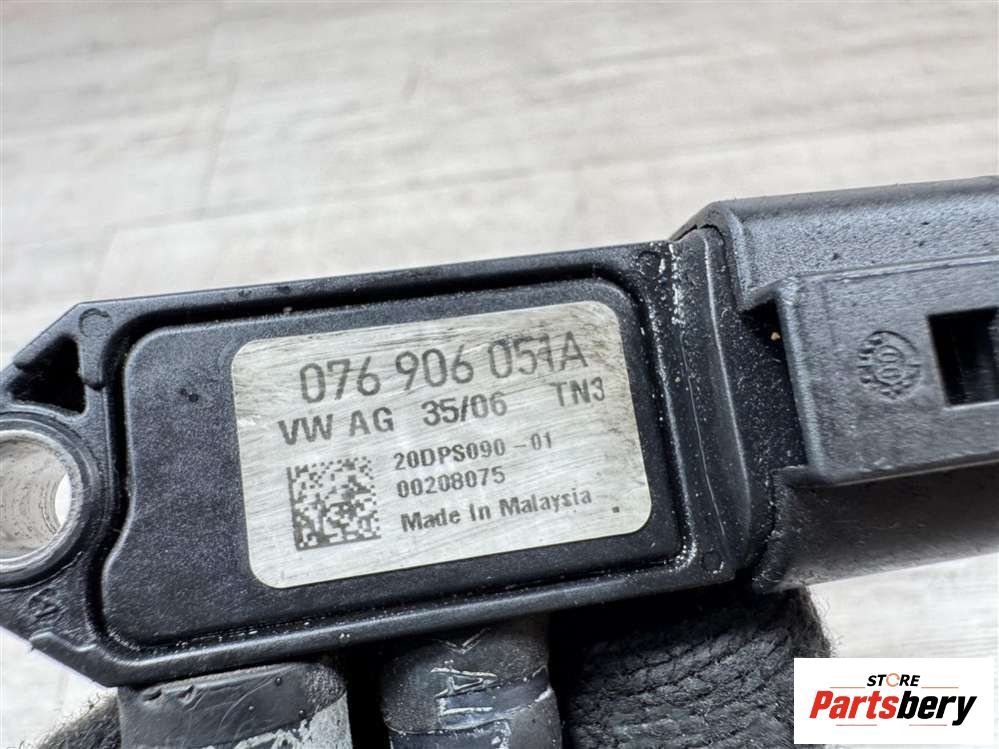 076 906 051A
VW AG 35/06 TN3
20DPS090-01
00208075
Made In Malaysia
STORE
Partsbery